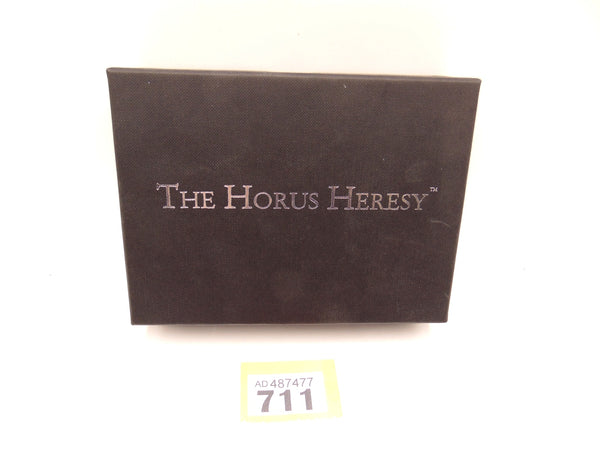 THE HORUS HERESY™
AD487477
711